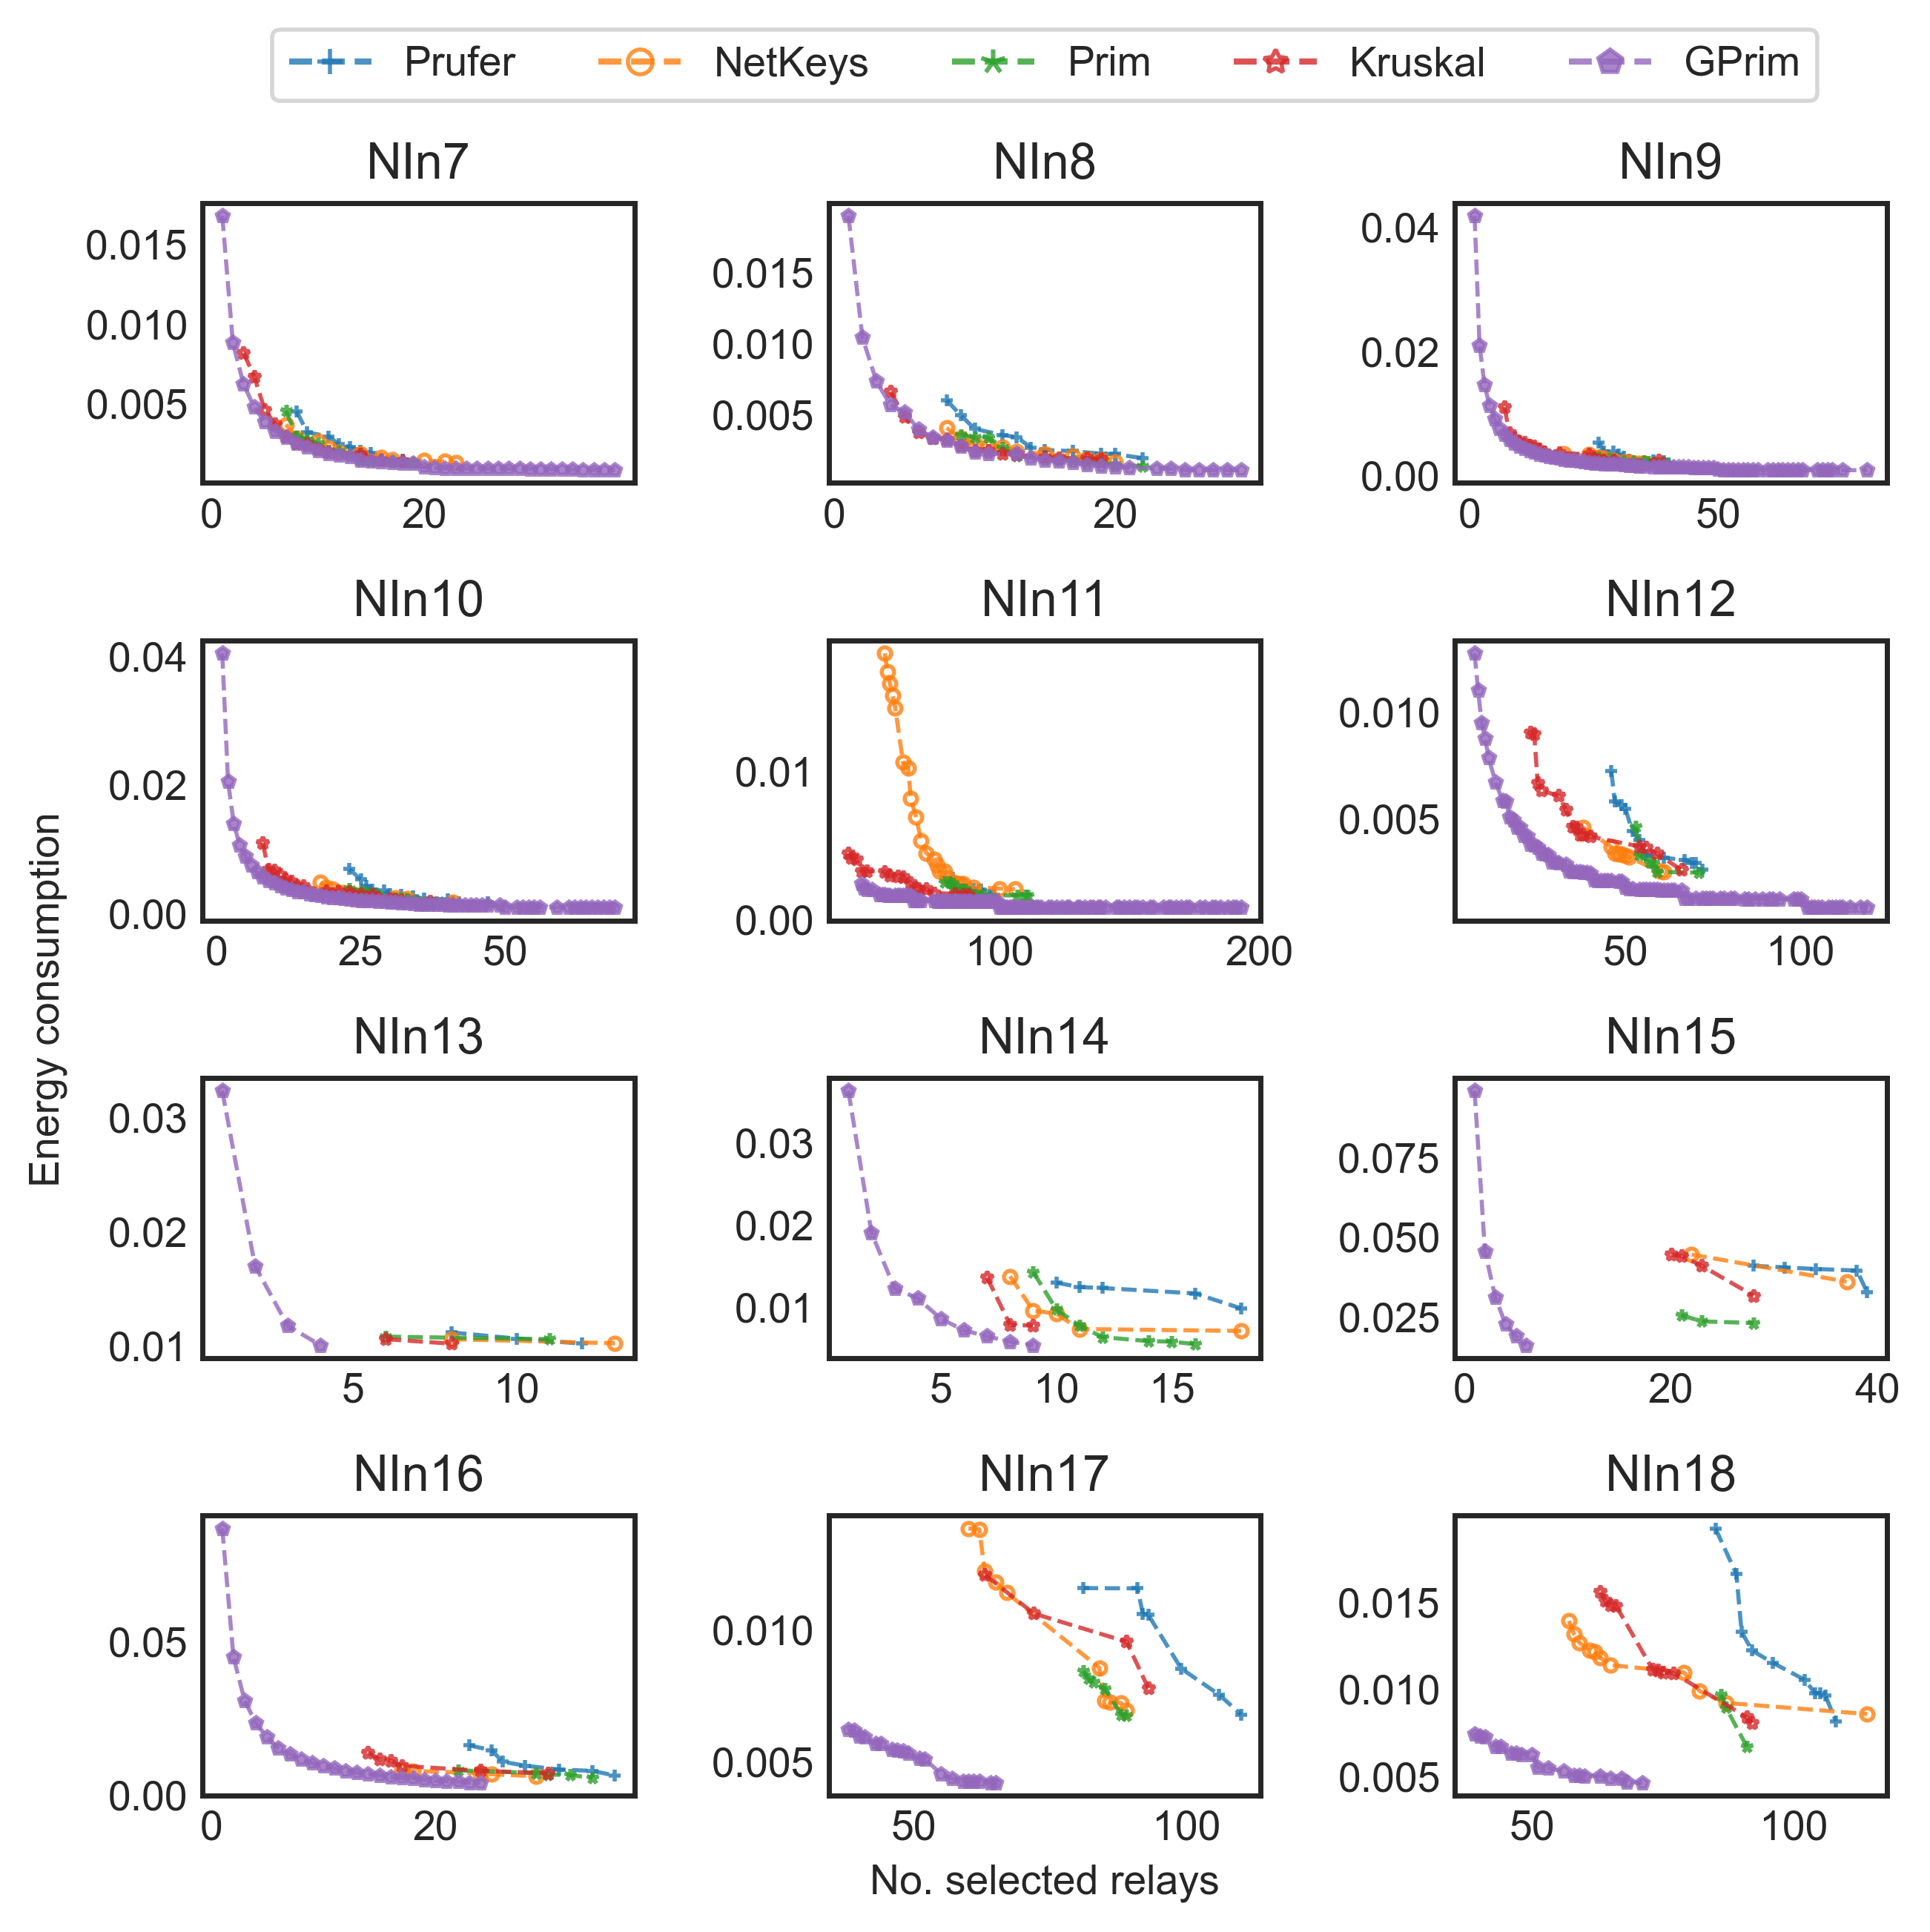 Prufer NetKeys Prim Kruskal GPrim
NIn7 NIn8 NIn9
0.015 0.010 0.005
0 20
0.015 0.010 0.005
0 20
0.04 0.02 0.00
0 50
NIn10 NIn11 NIn12
0.04 0.02 0.00
0 25 50
0.01 0.00
100 200
0.010 0.005
50 100
Energy consumption
NIn13 NIn14 NIn15
0.03 0.02 0.01
5 10
0.03 0.02 0.01
5 10 15
0.075 0.050 0.025
0 20 40
NIn16 NIn17 NIn18
0.05 0.00
0 20
0.010 0.005
50 100
0.015 0.010 0.005
50 100
No. selected relays